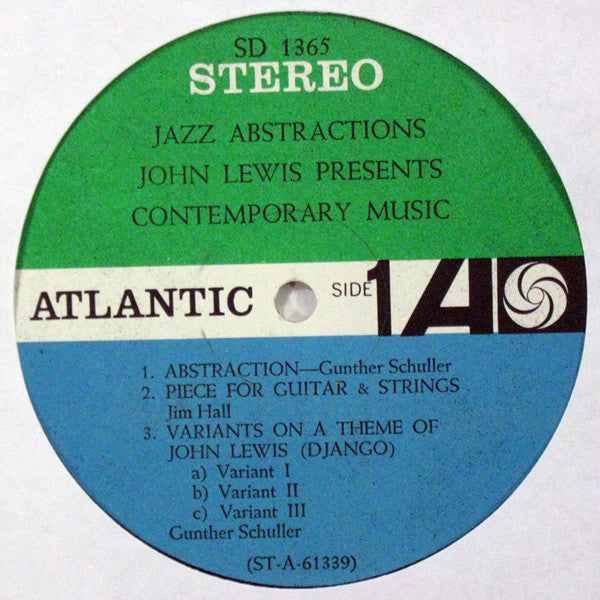 SD 1365
STEREO
JAZZ ABSTRACTIONS
JOHN LEWIS PRESENTS
CONTEMPORARY MUSIC
ATLANTIC SIDE 1 A
1. ABSTRACTION—Gunther Schuller
2. PIECE FOR GUITAR & STRINGS
Jim Hall
3. VARIANTS ON A THEME OF
JOHN LEWIS (DJANGO)
a) Variant I
b) Variant II
c) Variant III
Gunther Schuller
(ST-A-61339)